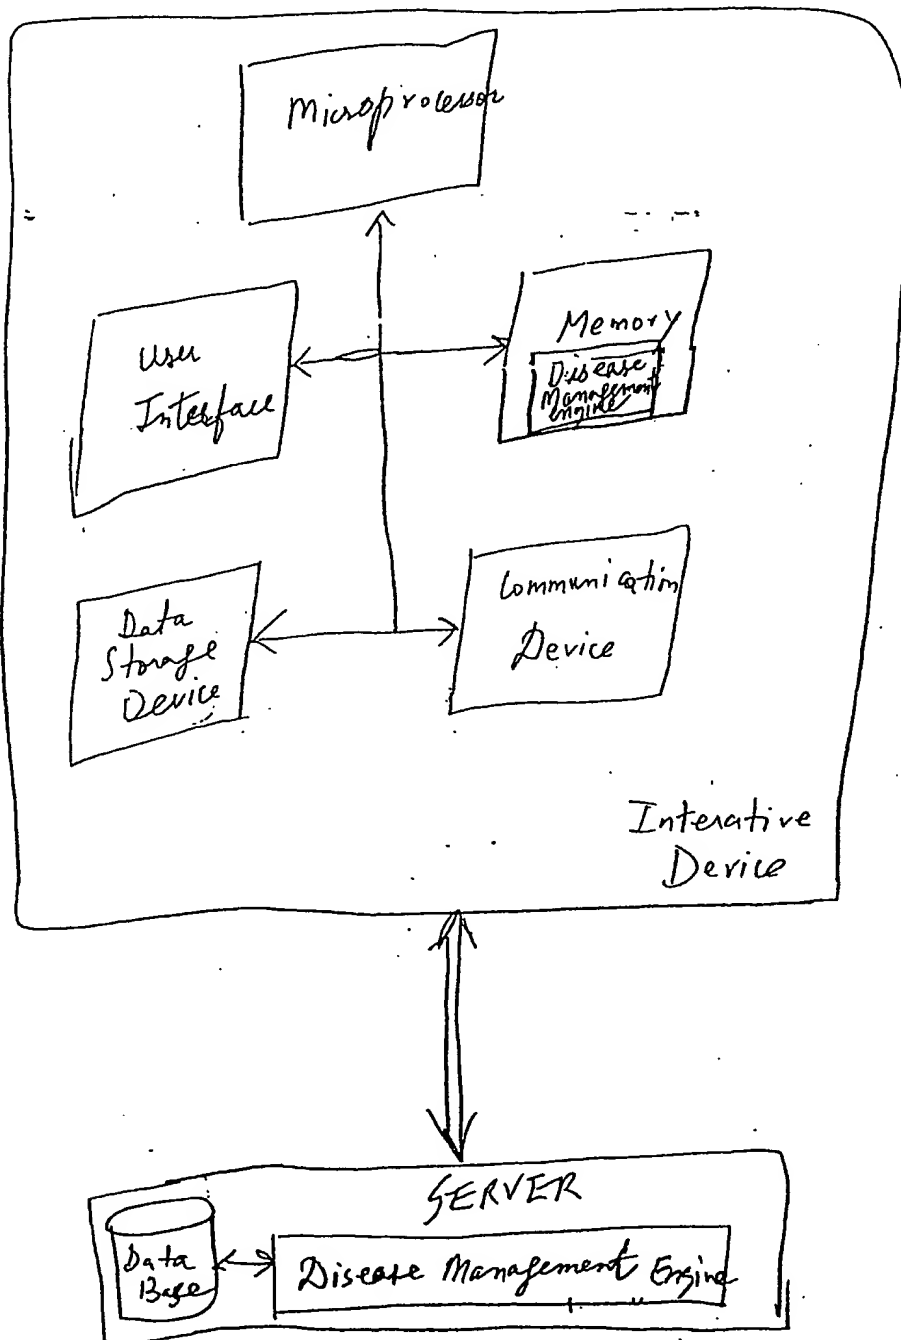 Microprocessor
User
Interface
Memory
Disease
Management
engine
Data
Storage
Device
Communication
Device
Interative
Device
SERVER
Data
Base
Disease Management Engine